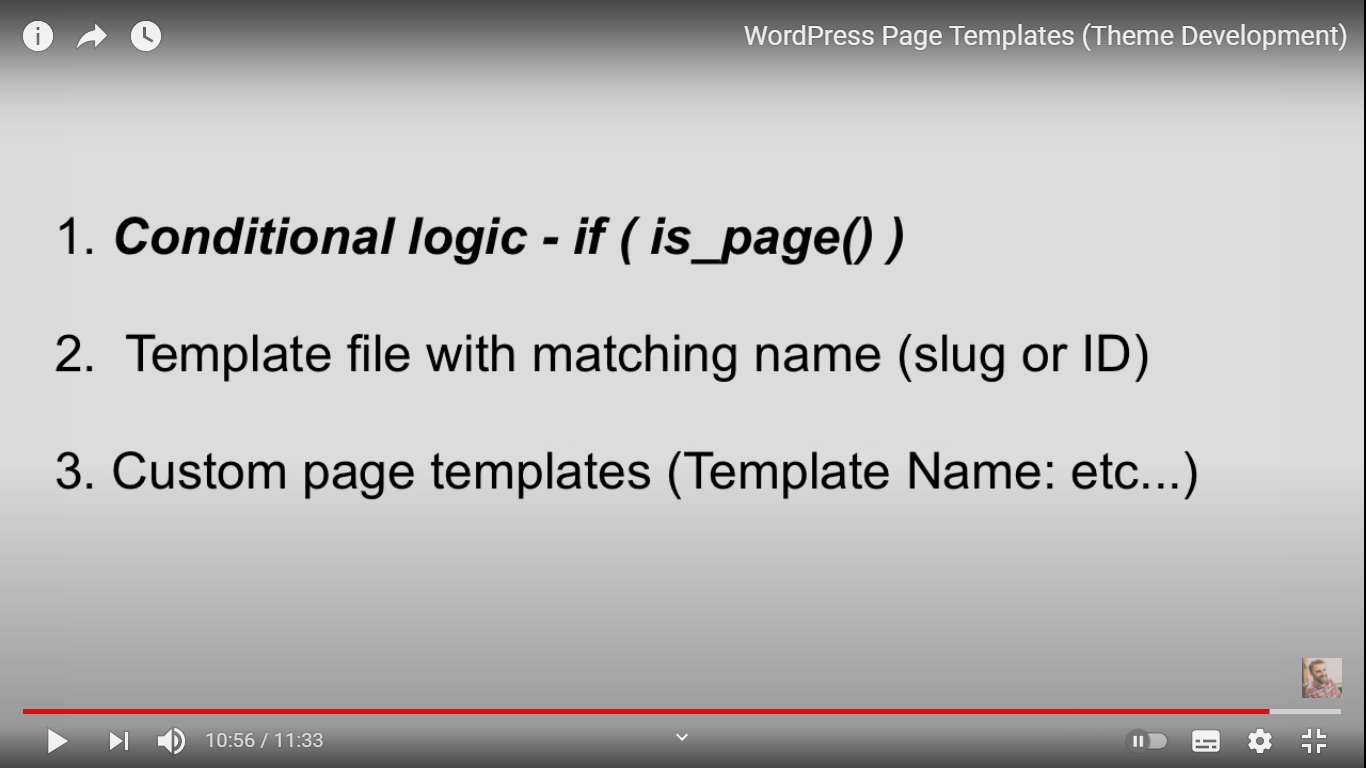 WordPress Page Templates (Theme Development)
1. Conditional logic - if ( is_page() )
2. Template file with matching name (slug or ID)
3. Custom page templates (Template Name: etc...)
10:56 / 11:33